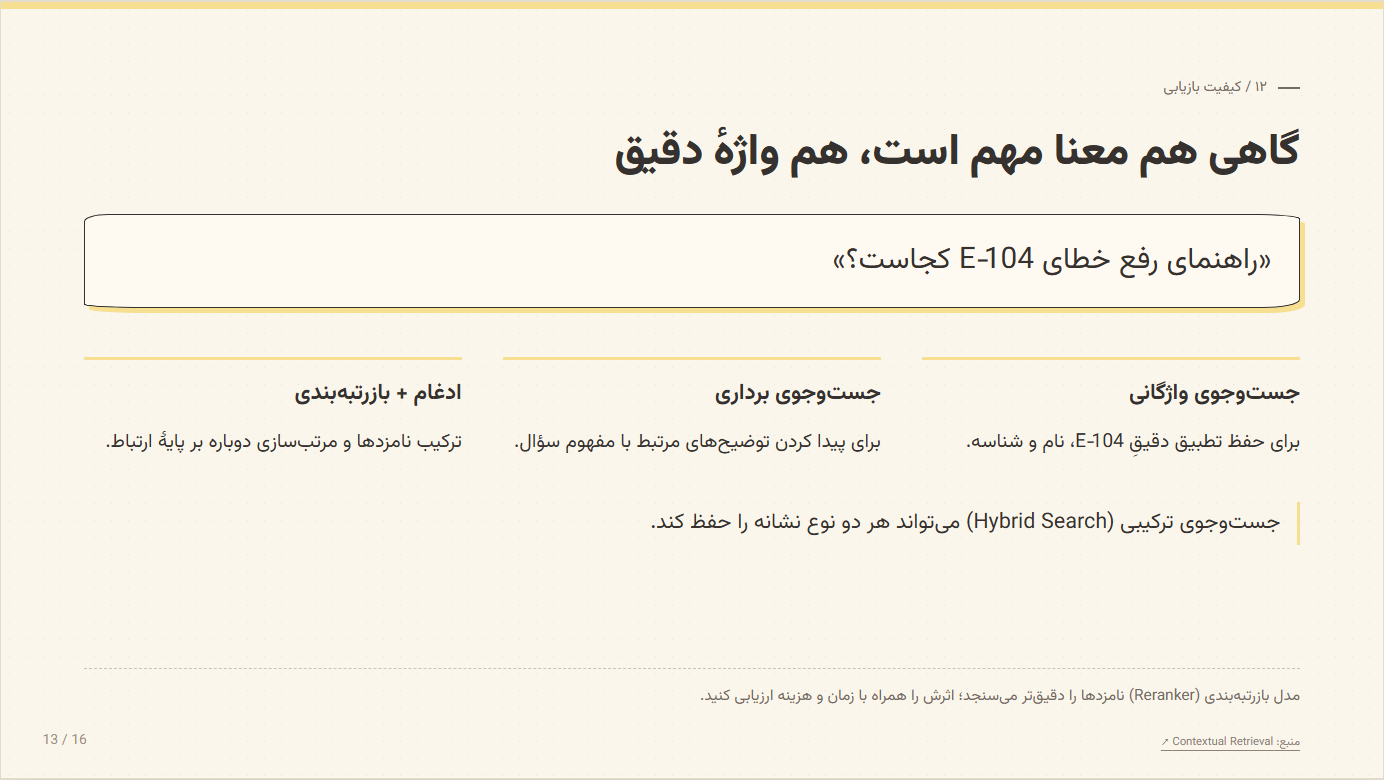 ۱۲ / کیفیت بازیابی
گاهی هم معنا مهم است، هم واژهٔ دقیق
«راهنمای رفع خطای E-104 کجاست؟»
جست‌وجوی واژگانی
برای حفظ تطبیق دقیقِ E-104، نام و شناسه.
جست‌وجوی برداری
برای پیدا کردن توضیح‌های مرتبط با مفهوم سؤال.
ادغام + بازرتبه‌بندی
ترکیب نامزدها و مرتب‌سازی دوباره بر پایهٔ ارتباط.
جست‌وجوی ترکیبی (Hybrid Search) می‌تواند هر دو نوع نشانه را حفظ کند.
مدل بازرتبه‌بندی (Reranker) نامزدها را دقیق‌تر می‌سنجد؛ اثرش را همراه با زمان و هزینه ارزیابی کنید.
منبع: Contextual Retrieval ↗
13 / 16